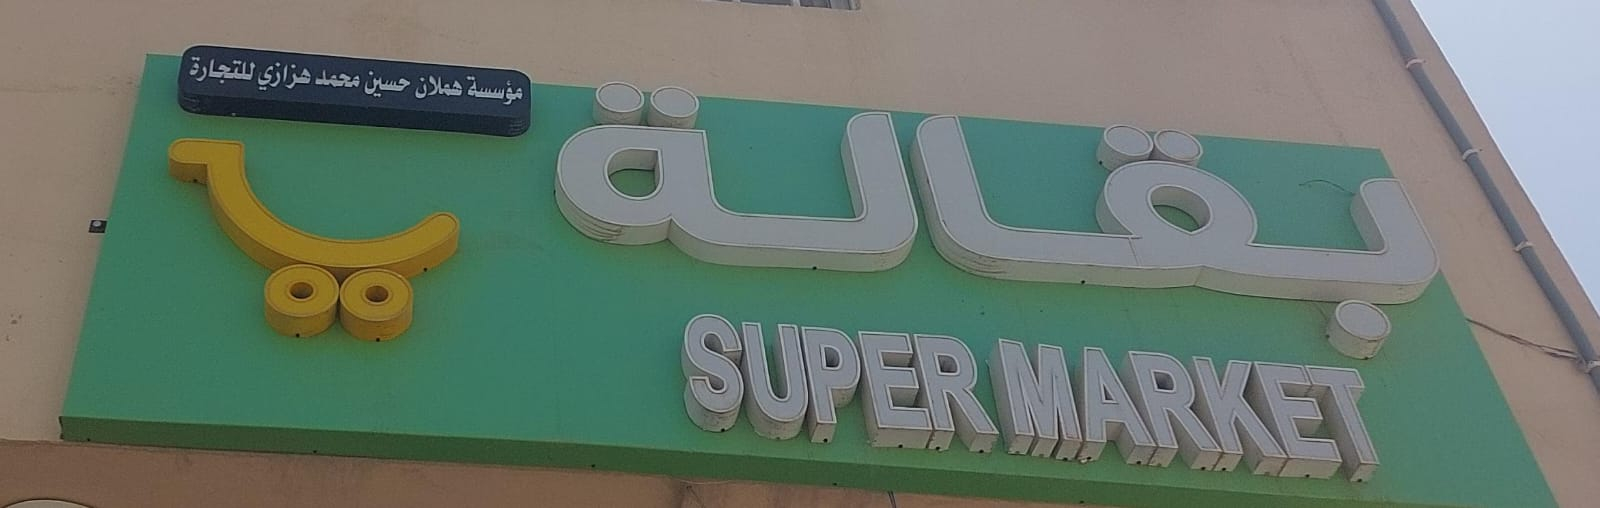 مؤسسة هملان حسين محمد هزازي للتجارة
بقالة
SUPER MARKET